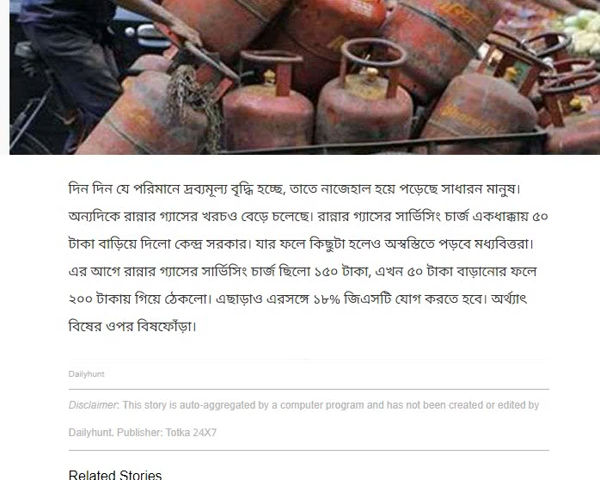 দিন দিন যে পরিমানে দ্রব্যমূল্য বৃদ্ধি হচ্ছে, তাতে নাজেহাল হয়ে পড়েছে সাধারন মানুষ।
অন্যদিকে রান্নার গ্যাসের খরচও বেড়ে চলেছে। রান্নার গ্যাসের সার্ভিসিং চার্জ একধাক্কায় ৫০
টাকা বাড়িয়ে দিলো কেন্দ্র সরকার। যার ফলে কিছুটা হলেও অস্বস্তিতে পড়বে মধ্যবিত্তরা।
এর আগে রান্নার গ্যাসের সার্ভিসিং চার্জ ছিলো ১৫০ টাকা, এখন ৫০ টাকা বাড়ানোর ফলে
২০০ টাকায় গিয়ে ঠেকলো। এছাড়াও এরসঙ্গে ১৮% জিএসটি যোগ করতে হবে। অর্থ্যাৎ
বিষের ওপর বিষফোঁড়া।
Dailyhunt
Disclaimer: This story is auto-aggregated by a computer program and has not been created or edited by
Dailyhunt. Publisher: Totka 24X7
Related Stories